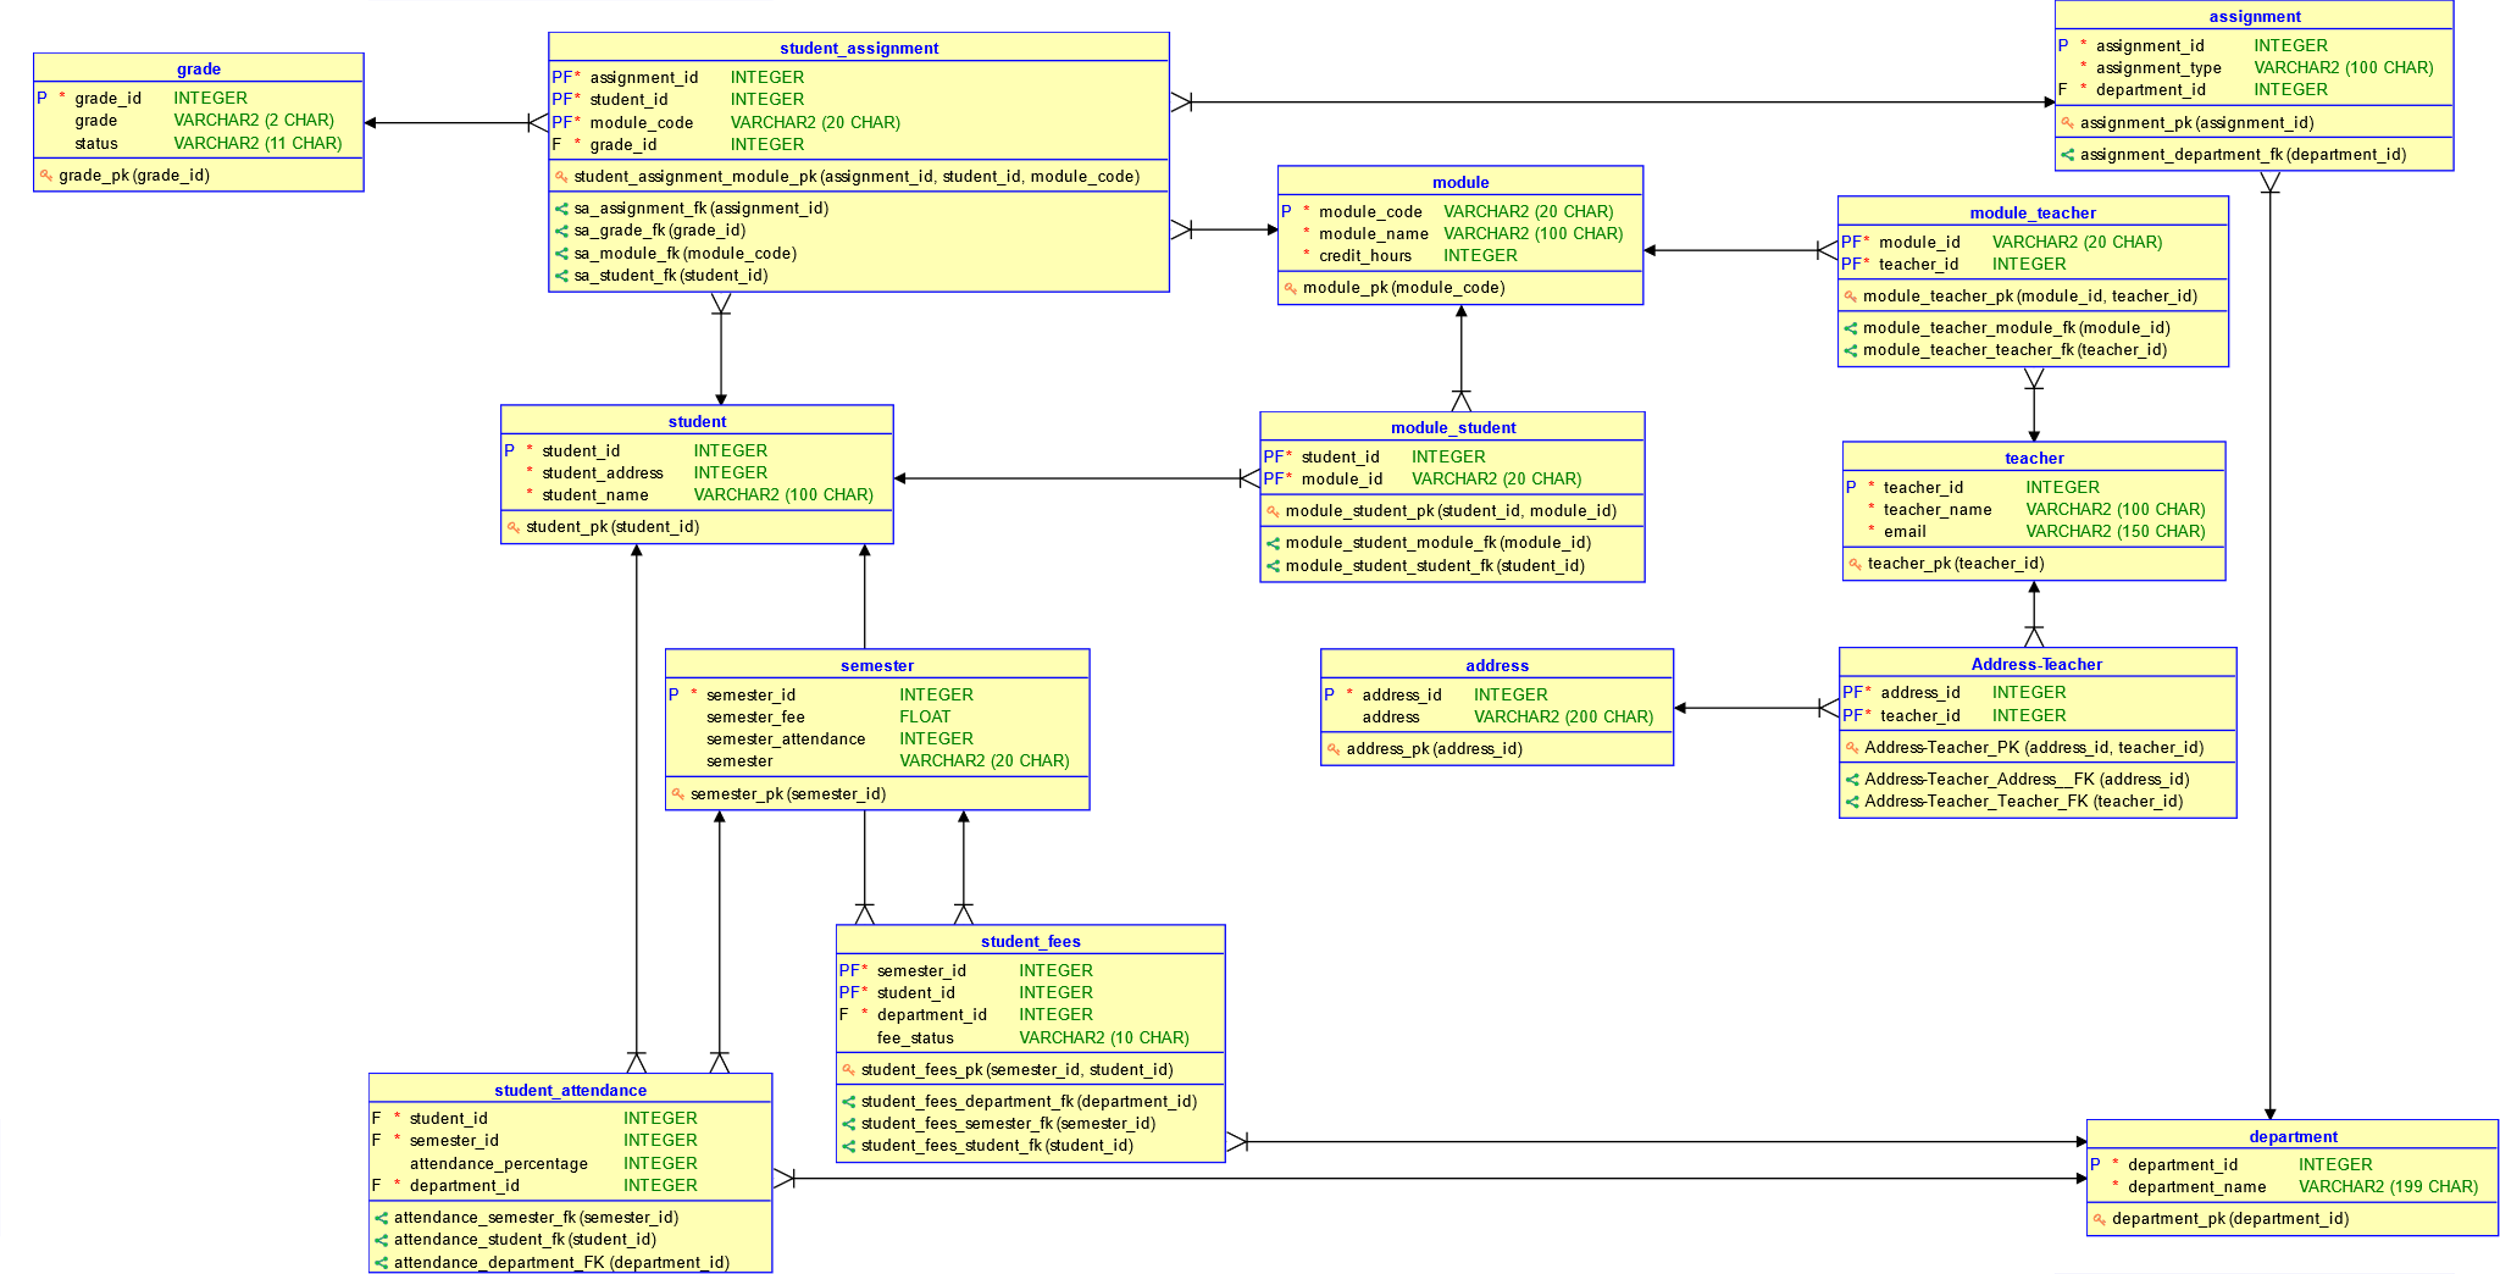 grade
P * grade_id INTEGER
grade VARCHAR2 (2 CHAR)
status VARCHAR2 (11 CHAR)
grade_pk (grade_id)
student_assignment
PF* assignment_id INTEGER
PF* student_id INTEGER
PF* module_code VARCHAR2 (20 CHAR)
F * grade_id INTEGER
student_assignment_module_pk (assignment_id, student_id, module_code)
sa_assignment_fk (assignment_id)
sa_grade_fk (grade_id)
sa_module_fk (module_code)
sa_student_fk (student_id)
assignment
P * assignment_id INTEGER
* assignment_type VARCHAR2 (100 CHAR)
F * department_id INTEGER
assignment_pk (assignment_id)
assignment_department_fk (department_id)
module
P * module_code VARCHAR2 (20 CHAR)
* module_name VARCHAR2 (100 CHAR)
* credit_hours INTEGER
module_pk (module_code)
module_teacher
PF* module_id VARCHAR2 (20 CHAR)
PF* teacher_id INTEGER
module_teacher_pk (module_id, teacher_id)
module_teacher_module_fk (module_id)
module_teacher_teacher_fk (teacher_id)
student
P * student_id INTEGER
* student_address INTEGER
* student_name VARCHAR2 (100 CHAR)
student_pk (student_id)
module_student
PF* student_id INTEGER
PF* module_id VARCHAR2 (20 CHAR)
module_student_pk (student_id, module_id)
module_student_module_fk (module_id)
module_student_student_fk (student_id)
teacher
P * teacher_id INTEGER
* teacher_name VARCHAR2 (100 CHAR)
* email VARCHAR2 (150 CHAR)
teacher_pk (teacher_id)
semester
P * semester_id INTEGER
semester_fee FLOAT
semester_attendance INTEGER
semester VARCHAR2 (20 CHAR)
semester_pk (semester_id)
address
P * address_id INTEGER
address VARCHAR2 (200 CHAR)
address_pk (address_id)
Address-Teacher
PF* address_id INTEGER
PF* teacher_id INTEGER
Address-Teacher_PK (address_id, teacher_id)
Address-Teacher_Address__FK (address_id)
Address-Teacher_Teacher_FK (teacher_id)
student_fees
PF* semester_id INTEGER
PF* student_id INTEGER
F * department_id INTEGER
fee_status VARCHAR2 (10 CHAR)
student_fees_pk (semester_id, student_id)
student_fees_department_fk (department_id)
student_fees_semester_fk (semester_id)
student_fees_student_fk (student_id)
student_attendance
F * student_id INTEGER
F * semester_id INTEGER
attendance_percentage INTEGER
F * department_id INTEGER
attendance_semester_fk (semester_id)
attendance_student_fk (student_id)
attendance_department_FK (department_id)
department
P * department_id INTEGER
* department_name VARCHAR2 (199 CHAR)
department_pk (department_id)